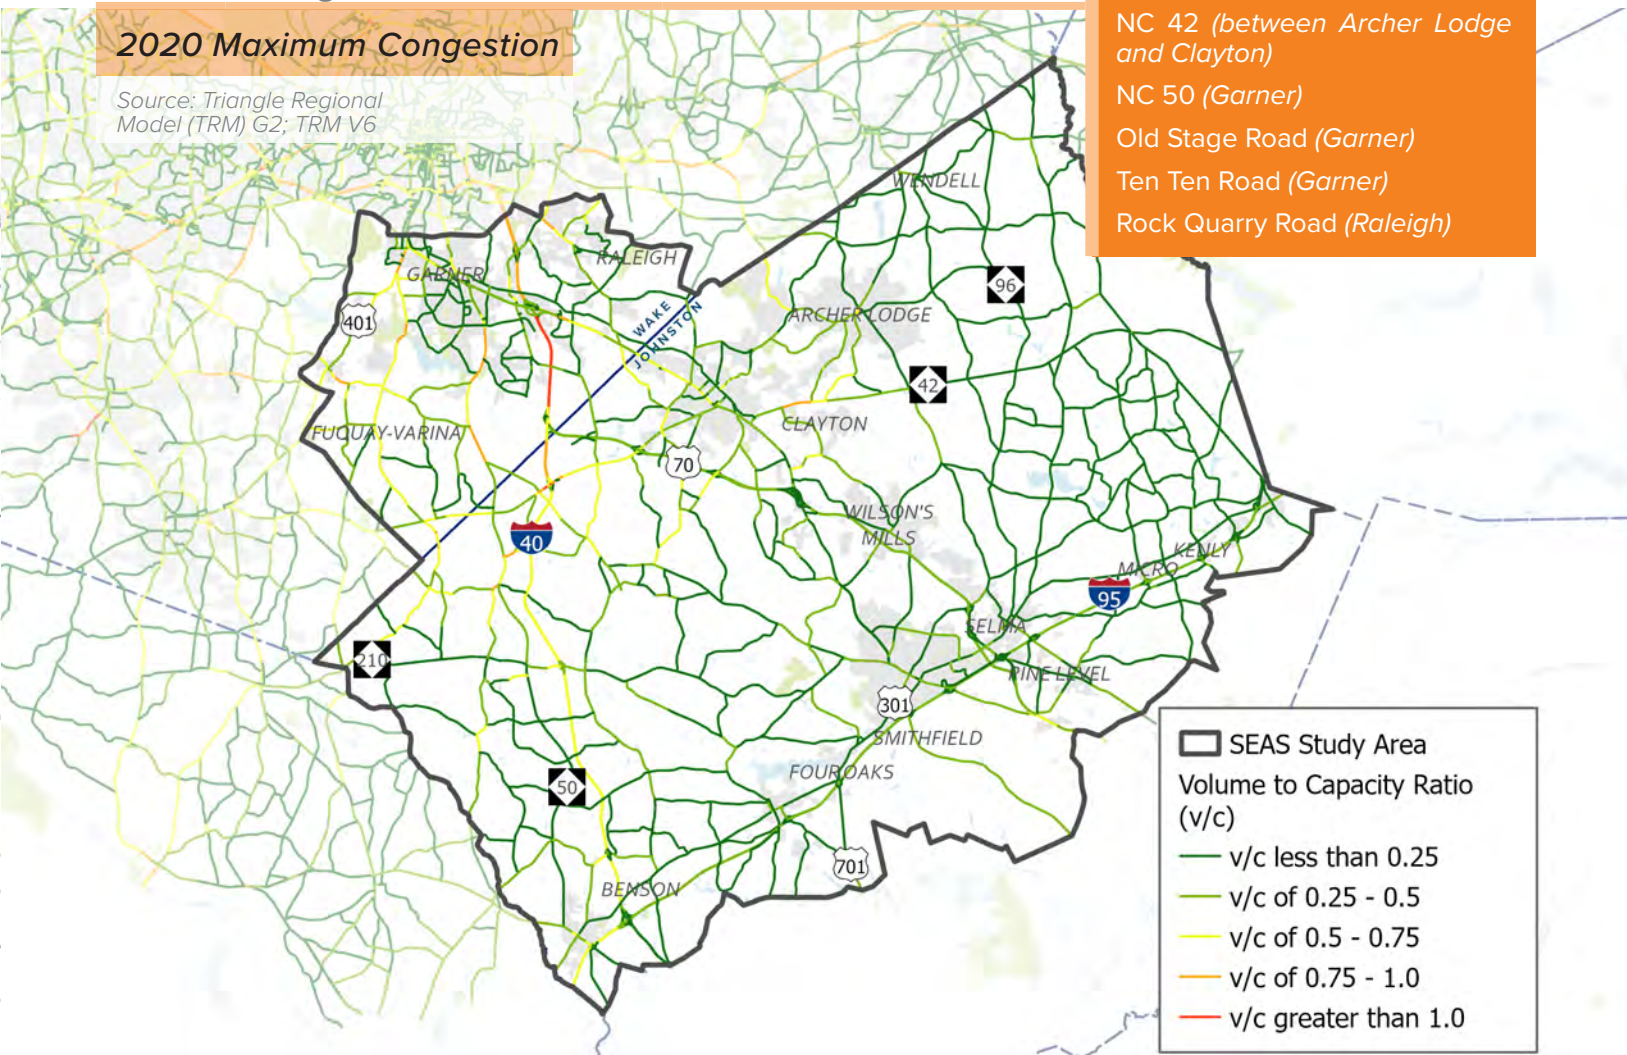 2020 Maximum Congestion
Source: Triangle Regional
Model (TRM) G2; TRM V6
NC 42 (between Archer Lodge
and Clayton)
NC 50 (Garner)
Old Stage Road (Garner)
Ten Ten Road (Garner)
Rock Quarry Road (Raleigh)
WENDELL
RALEIGH
GARNER
96
WAKE
JOHNSTON
ARCHER LODGE
401
42
CLAYTON
FUQUAY-VARINA
70
WILSON'S
MILLS
40
KENLY
MICRO
95
SELMA
210
PINE LEVEL
301
SMITHFIELD
FOUR OAKS
50
701
BENSON
SEAS Study Area
Volume to Capacity Ratio
(v/c)
v/c less than 0.25
v/c of 0.25 - 0.5
v/c of 0.5 - 0.75
v/c of 0.75 - 1.0
v/c greater than 1.0